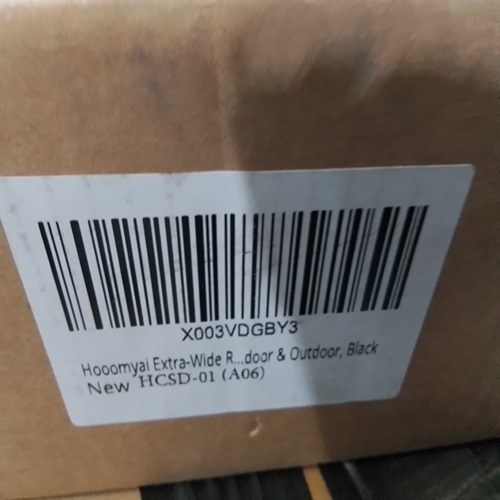 X003VDGBY3
Hooomyai Extra-Wide R...door & Outdoor, Black
New HCSD-01 (A06)